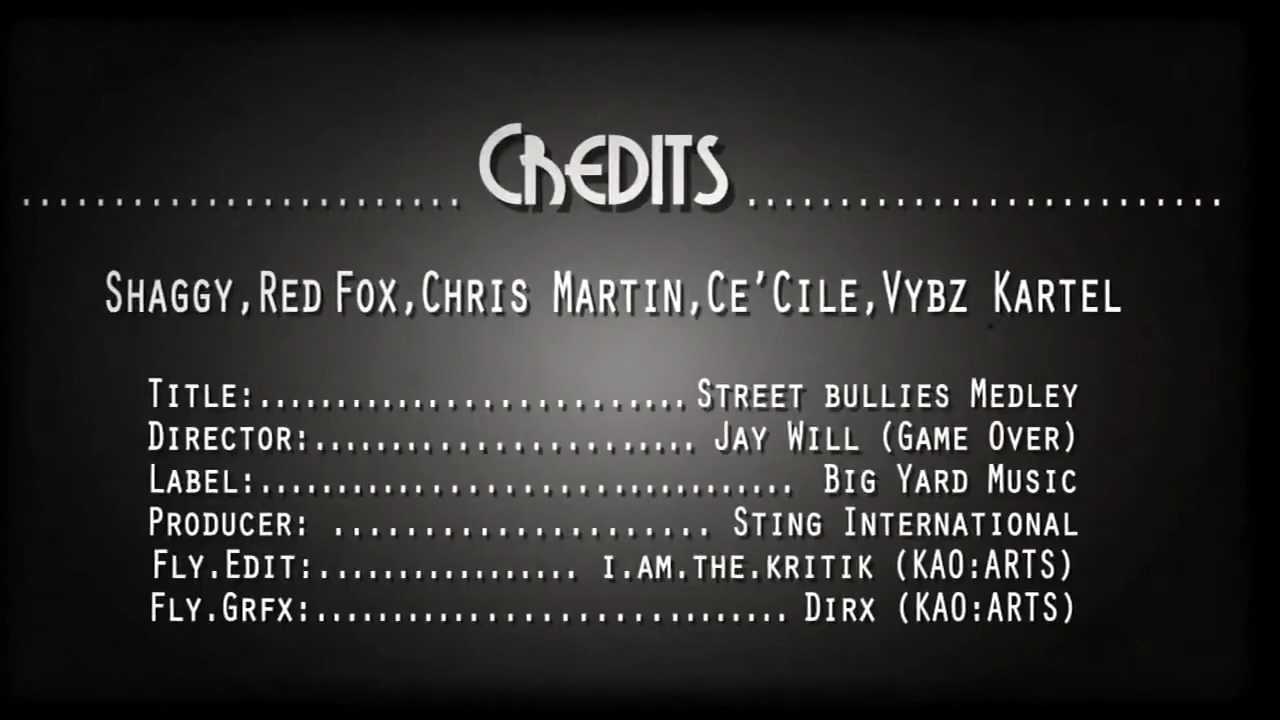 Credits
Shaggy,Red Fox,Chris Martin,Ce'Cile,Vybz Kartel
Title:............................ Street bullies Medley
Director:......................... Jay Will (Game Over)
Label:.................................. Big Yard Music
Producer: ...................... Sting International
Fly.Edit:................ i.am.the.kritik (KAO:ARTS)
Fly.Grfx:............................. Dirx (KAO:ARTS)